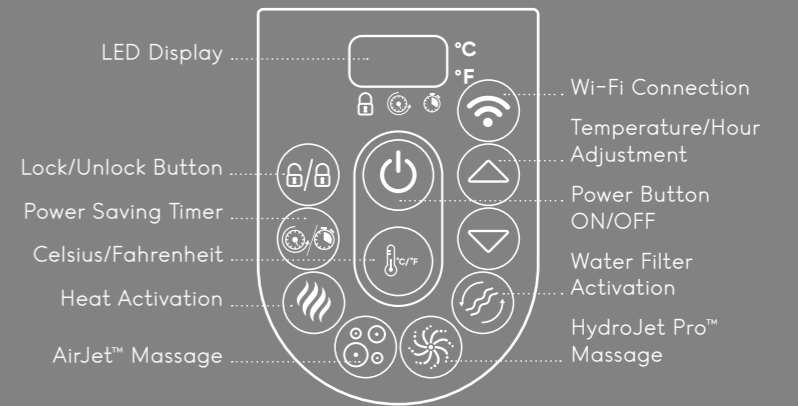 LED Display
°C
°F
Wi-Fi Connection
Temperature/Hour
Adjustment
Lock/Unlock Button
Power Button
ON/OFF
Power Saving Timer
Celsius/Fahrenheit
°C/°F
Water Filter
Activation
Heat Activation
HydroJet Pro™
Massage
AirJet™ Massage